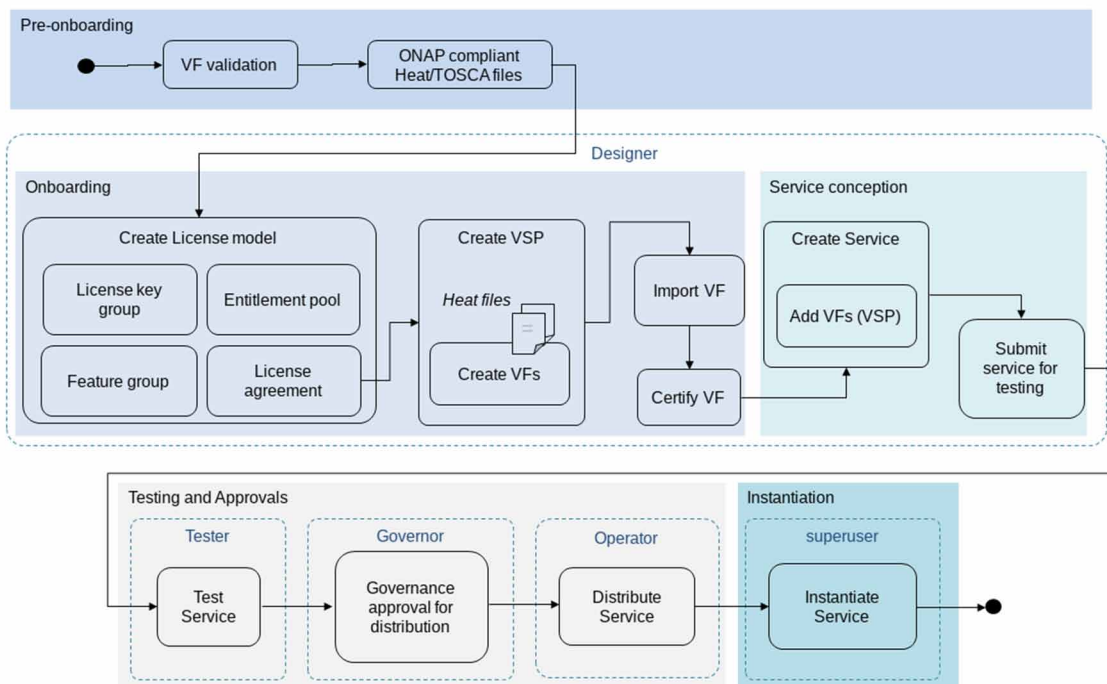 Pre-onboarding
VF validation
ONAP compliant
Heat/TOSCA files
Designer
Onboarding
Create License model
License key
group
Entitlement pool
Feature group
License
agreement
Create VSP
Heat files
Create VFs
Import VF
Certify VF
Service conception
Create Service
Add VFs (VSP)
Submit
service for
testing
Testing and Approvals
Tester
Test
Service
Governor
Governance
approval for
distribution
Operator
Distribute
Service
Instantiation
superuser
Instantiate
Service